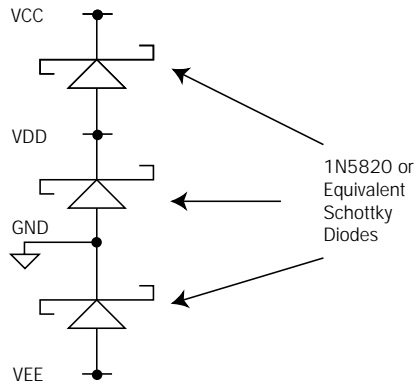 VCC
VDD
1N5820 or
Equivalent
Schottky
Diodes
GND
VEE